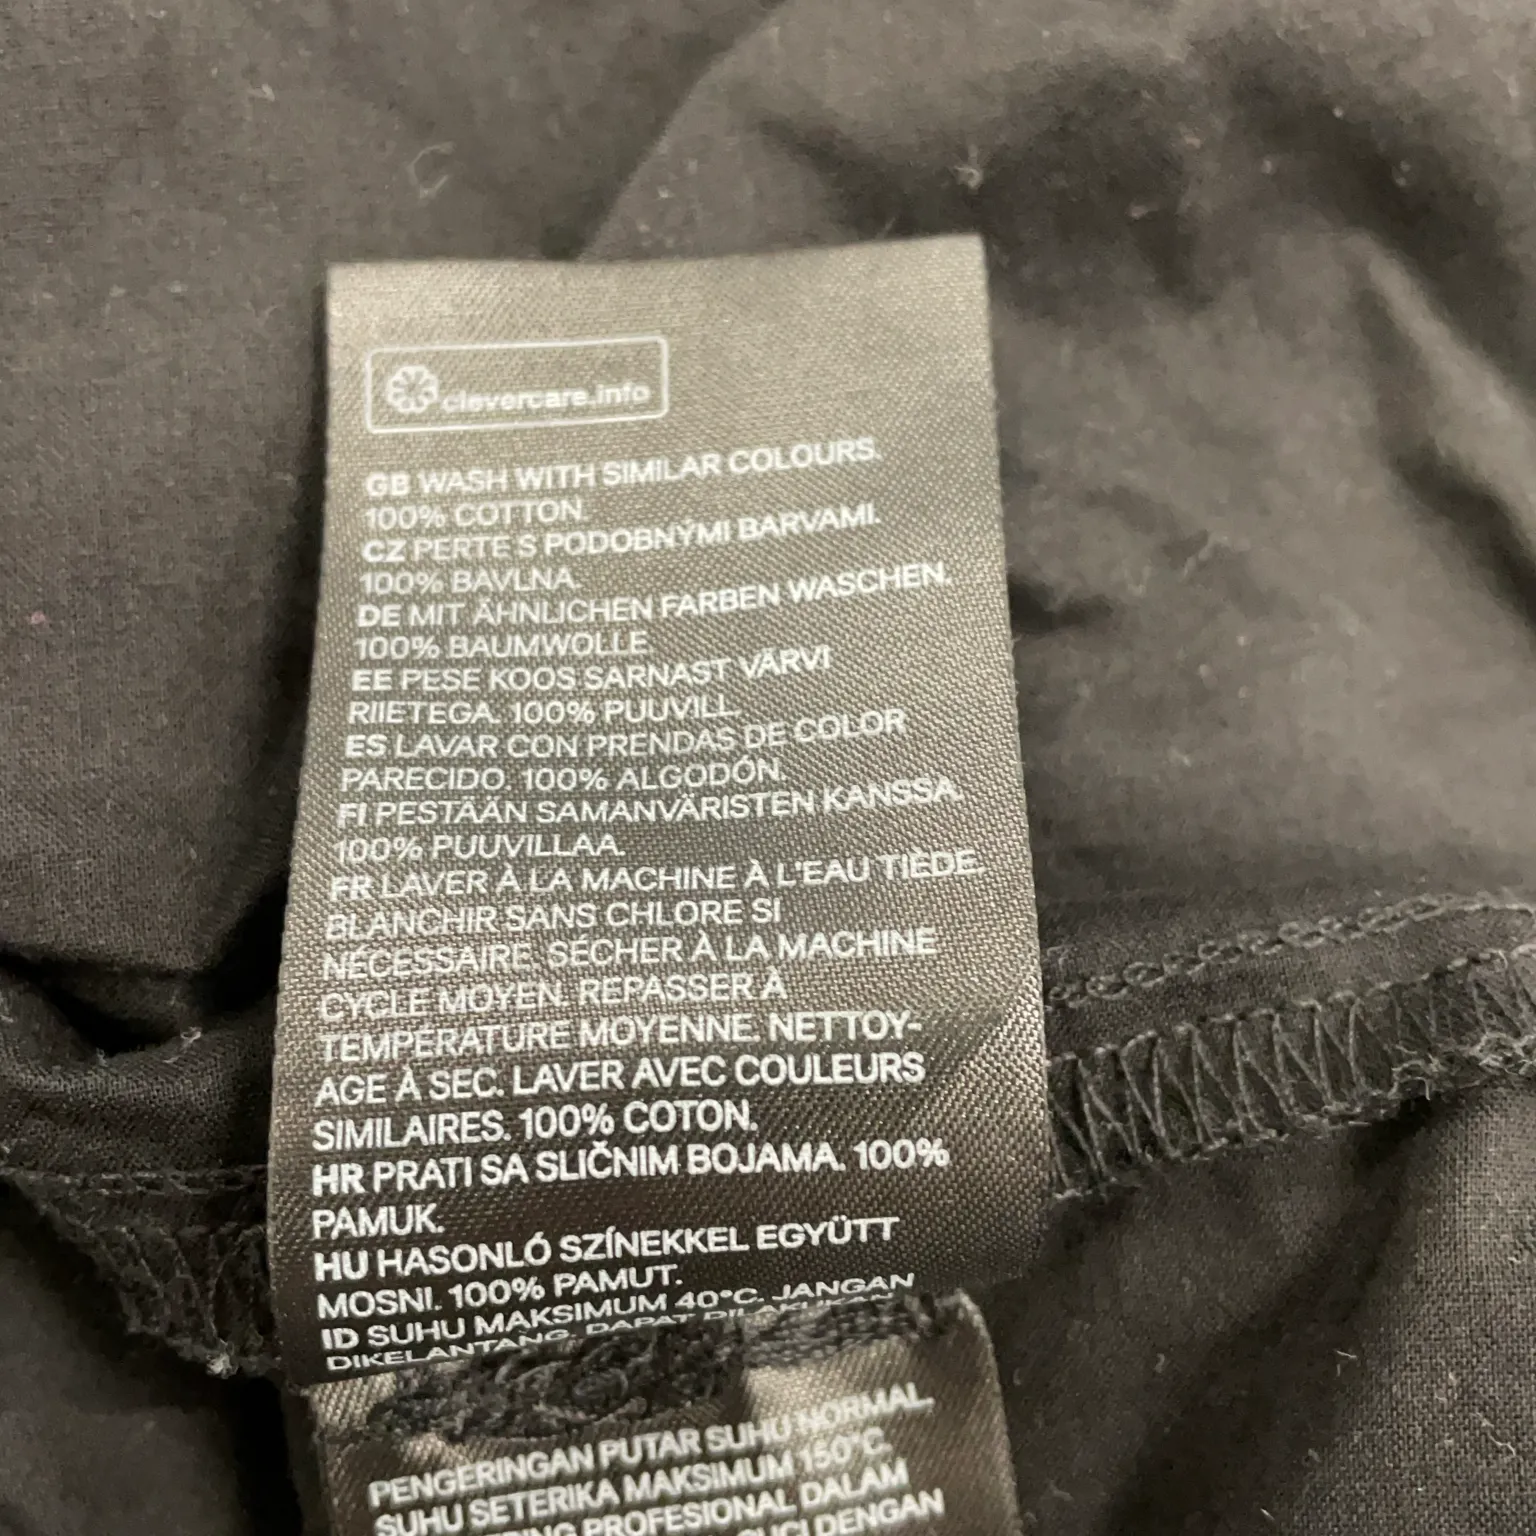 clevercare.info
GB WASH WITH SIMILAR COLOURS.
100% COTTON.
CZ PERTE S PODOBNÝMI BARVAMI.
100% BAVLNA.
DE MIT ÄHNLICHEN FARBEN WASCHEN.
100% BAUMWOLLE
EE PESE KOOS SARNAST VÄRVI
RIIETEGA. 100% PUUVILL.
ES LAVAR CON PRENDAS DE COLOR
PARECIDO. 100% ALGODÓN.
FI PESTÄÄN SAMANVÄRISTEN KANSSA.
100% PUUVILLAA.
FR LAVER À LA MACHINE À L'EAU TIÈDE.
BLANCHIR SANS CHLORE SI
NÉCESSAIRE. SÉCHER À LA MACHINE
CYCLE MOYEN. REPASSER À
TEMPÉRATURE MOYENNE. NETTOY-
AGE À SEC. LAVER AVEC COULEURS
SIMILAIRES. 100% COTON.
HR PRATI SA SLIČNIM BOJAMA. 100%
PAMUK.
HU HASONLÓ SZÍNEKKEL EGYÜTT
MOSNI. 100% PAMUT.
ID SUHU MAKSIMUM 40°C. JANGAN
DIKELANTANG. DAPAT
PENGERINGAN PUTAR SUHU NORMAL.
SUHU SETERIKA MAKSIMUM 150°C.
PROFESIONAL DALAM
DENGAN